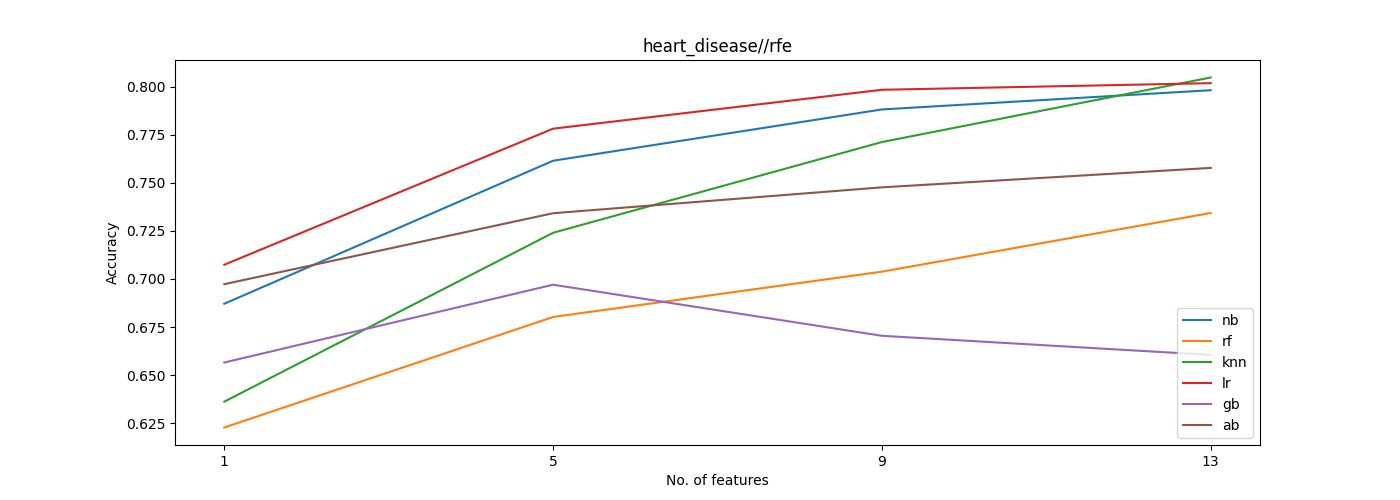 heart_disease//rfe
Accuracy
0.800
0.775
0.750
0.725
0.700
0.675
0.650
0.625
nb
rf
knn
lr
gb
ab
1 5 9 13
No. of features